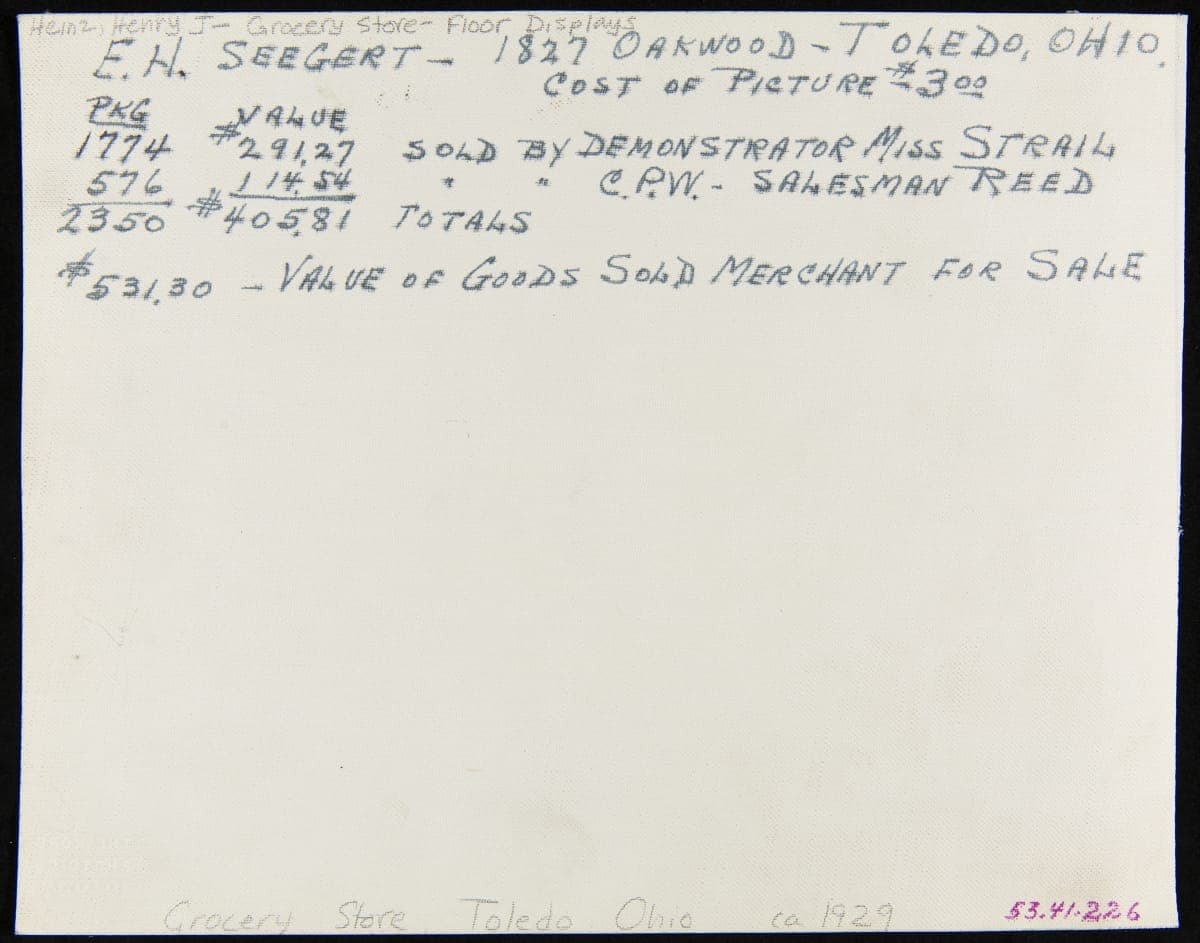 Heinz, Henry J- Grocery Store- Floor Displays
E.H. SEEGERT - 1827 OAKWOOD - TOLEDO, OHIO.
COST OF PICTURE $3.00
PKG VALUE
1774 $291.27 SOLD BY DEMONSTRATOR MISS STRAIL
576 114.54 " " C.P.W. - SALESMAN REED
2350 $405.81 TOTALS
$531.30 - VALUE OF GOODS SOLD MERCHANT FOR SALE
Grocery Store Toledo Ohio ca 1929
53.41.226